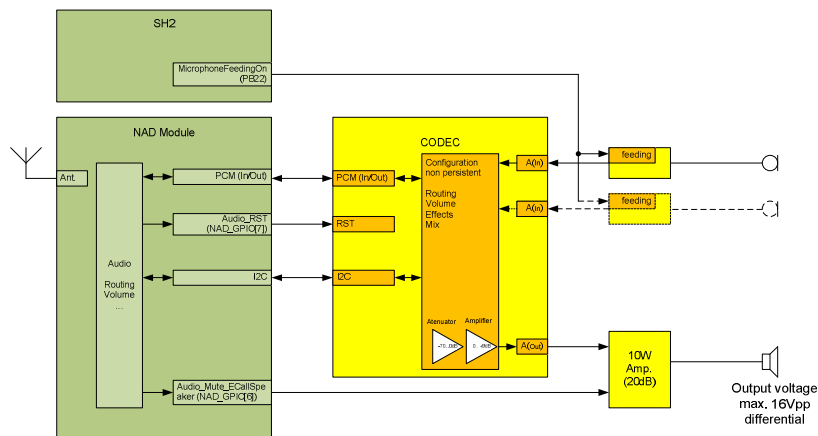 SH2
MicrophoneFeedingOn
(PB22)
NAD Module
Ant.
PCM (In/Out)
Audio_RST
(NAD_GPIO[7])
I2C
Audio
Routing
Volume
...
Audio_Mute_ECallSpe
aker (NAD_GPIO[6])
CODEC
PCM (In/Out)
RST
I2C
Configuration
non persistent
Routing
Volume
Effects
Mix
Atenuator
Amplifier
A(In)
A(In)
A(Out)
feeding
feeding
10W
Amp.
(20dB)
Output voltage
max. 16Vpp
differential